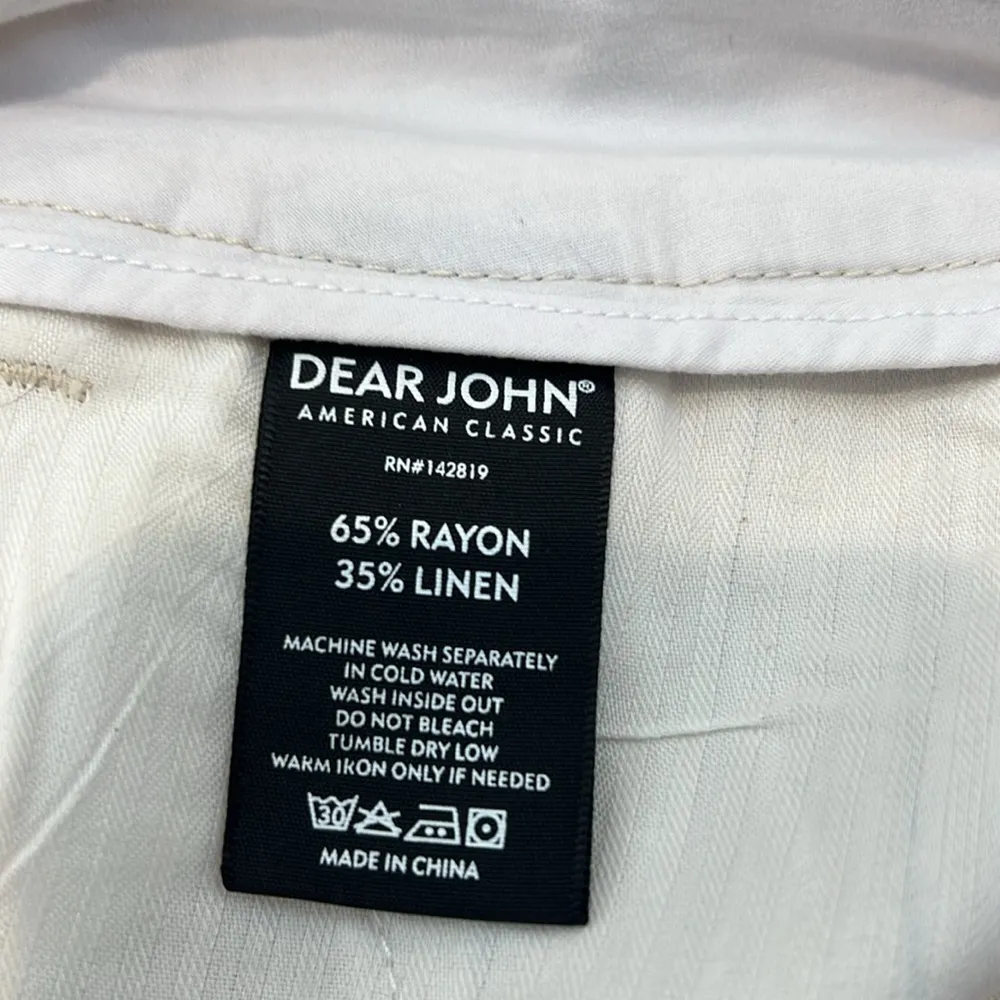 DEAR JOHN®
AMERICAN CLASSIC
RN#142819
65% RAYON
35% LINEN
MACHINE WASH SEPARATELY
IN COLD WATER
WASH INSIDE OUT
DO NOT BLEACH
TUMBLE DRY LOW
WARM IRON ONLY IF NEEDED
30
MADE IN CHINA